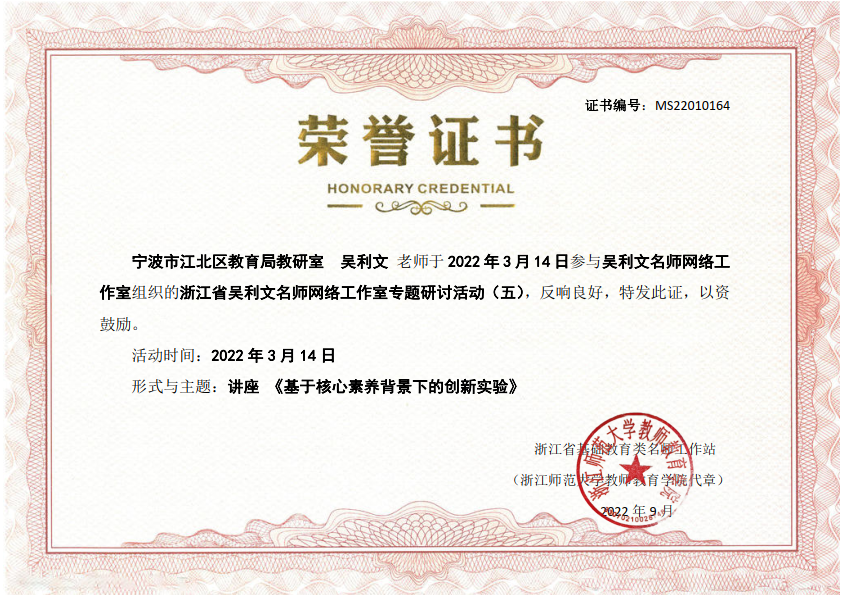 证书编号：MS22010164
荣誉证书
HONORARY CREDENTIAL
宁波市江北区教育局教研室 吴利文 老师于 2022 年 3 月 14 日参与吴利文名师网络工
作室组织的浙江省吴利文名师网络工作室专题研讨活动（五），反响良好，特发此证，以资
鼓励。
活动时间：2022 年 3 月 14 日
形式与主题：讲座 《基于核心素养背景下的创新实验》
浙江省基础教育类名师工作站
（浙江师范大学教师教育学院代章）
2022 年 9 月
浙江师范大学教师教育学院